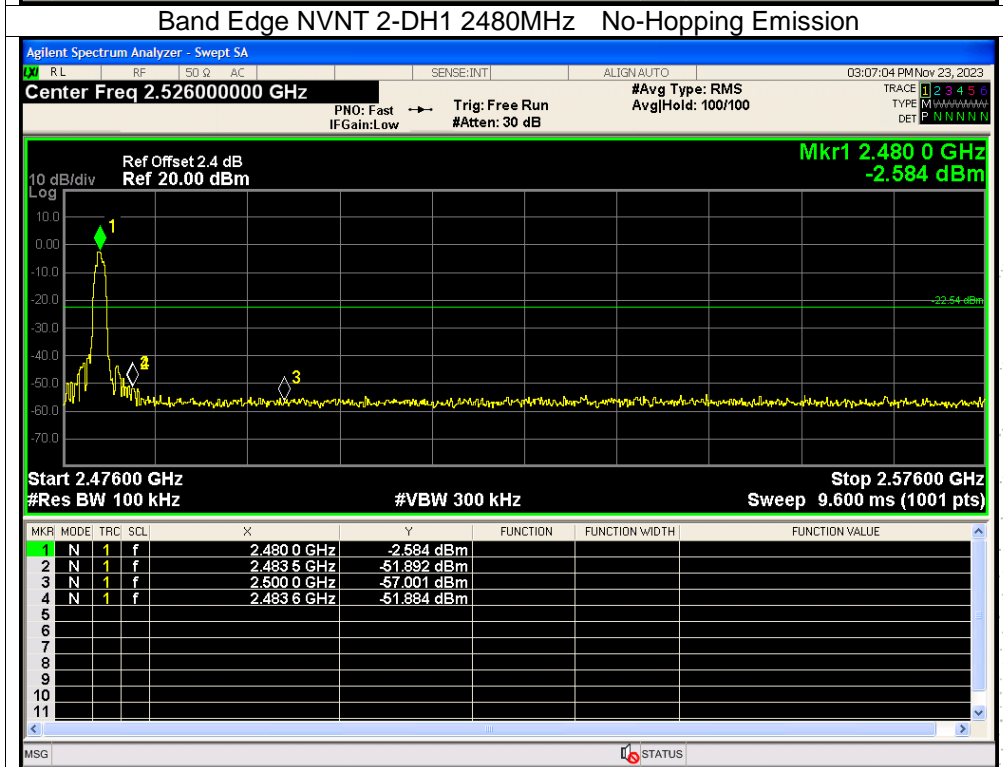 Band Edge NVNT 2-DH1 2480MHz No-Hopping Emission
Agilent Spectrum Analyzer - Swept SA
LXI RL RF 50 Ω AC SENSE:INT ALIGNAUTO 03:07:04 PM Nov 23, 2023
Center Freq 2.526000000 GHz #Avg Type: RMS TRACE 1 2 3 4 5 6
PNO: Fast Trig: Free Run Avg|Hold: 100/100 TYPE M WWWWW
IFGain:Low #Atten: 30 dB DET P N N N N N
Mkr1 2.480 0 GHz
Ref Offset 2.4 dB
10 dB/div Ref 20.00 dBm -2.584 dBm
Log
10.0
1
0.00
-10.0
-20.0
-22.54 dBm
-30.0
-40.0
2
3
-50.0
-60.0
-70.0
Start 2.47600 GHz Stop 2.57600 GHz
#Res BW 100 kHz #VBW 300 kHz Sweep 9.600 ms (1001 pts)
MKR MODE TRC SCL X Y FUNCTION FUNCTION WIDTH FUNCTION VALUE
1 N 1 f 2.480 0 GHz -2.584 dBm
2 N 1 f 2.483 5 GHz -51.892 dBm
3 N 1 f 2.500 0 GHz -57.001 dBm
4 N 1 f 2.483 6 GHz -51.884 dBm
5
6
7
8
9
10
11
MSG STATUS